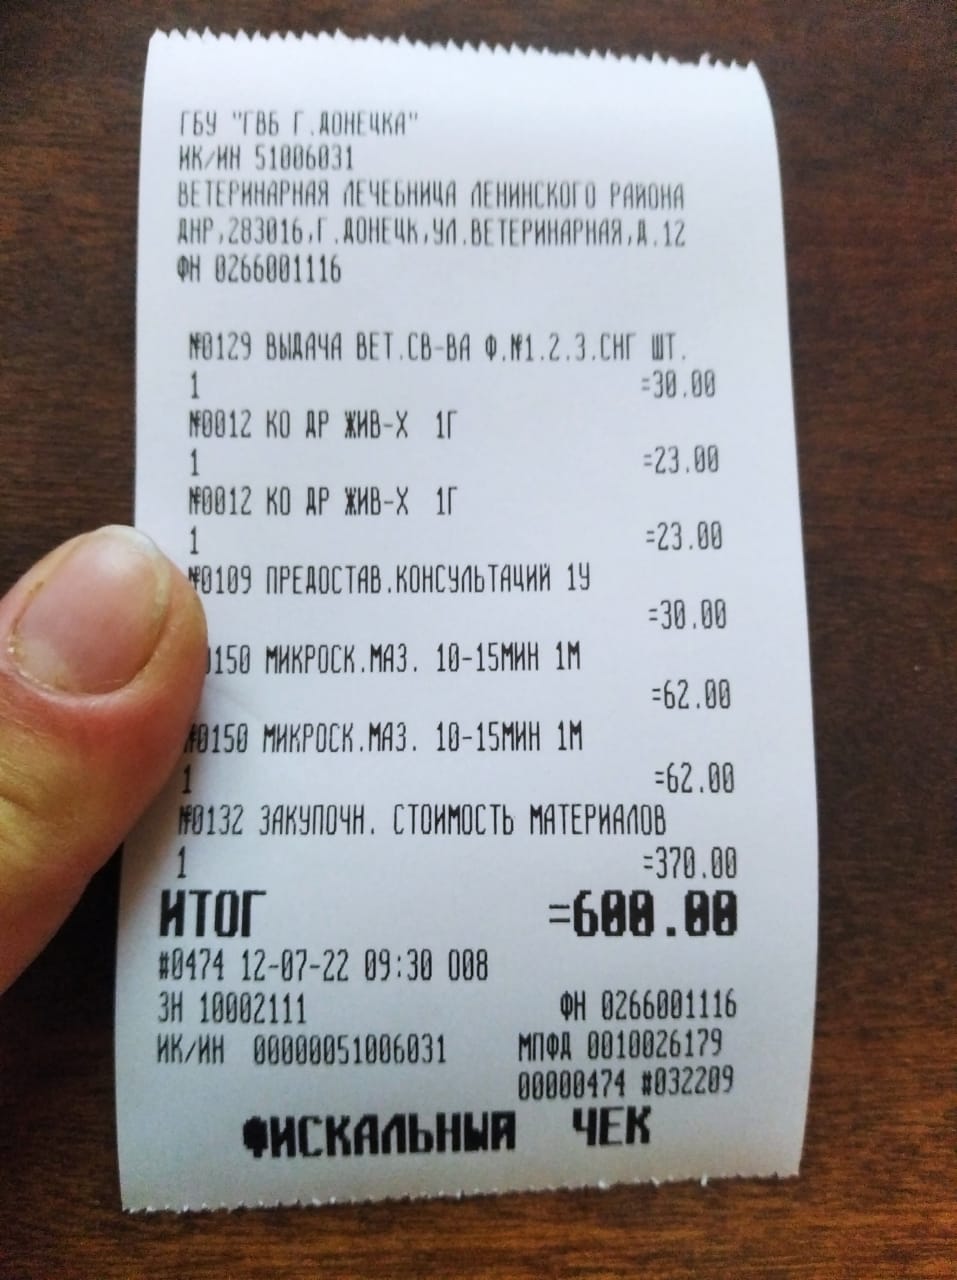 ГБУ "ГВБ Г.ДОНЕЦКА"
ИК/ИН 51006031
ВЕТЕРИНАРНАЯ ЛЕЧЕБНИЦА ЛЕНИНСКОГО РАЙОНА
ДНР,283016,Г.ДОНЕЦК,УЛ.ВЕТЕРИНАРНАЯ,Д.12
ФН 0266001116
№0129 ВЫДАЧА ВЕТ.СВ-ВА Ф.№1.2.3.СНГ ШТ.
1 =30.00
№0012 КО ДР ЖИВ-Х 1Г
1 =23.00
№0012 КО ДР ЖИВ-Х 1Г
1 =23.00
№0109 ПРЕДОСТАВ.КОНСУЛЬТАЦИЙ 1У
=30.00
0150 МИКРОСК.МАЗ. 10-15МИН 1М
=62.00
№0150 МИКРОСК.МАЗ. 10-15МИН 1М
1 =62.00
№0132 ЗАКУПОЧН. СТОИМОСТЬ МАТЕРИАЛОВ
1 =370.00
ИТОГ =600.00
#0474 12-07-22 09:30 008
ЗН 10002111 ФН 0266001116
ИК/ИН 00000051006031 МПФД 0010026179
00000474 #032209
ФИСКАЛЬНЫЙ ЧЕК